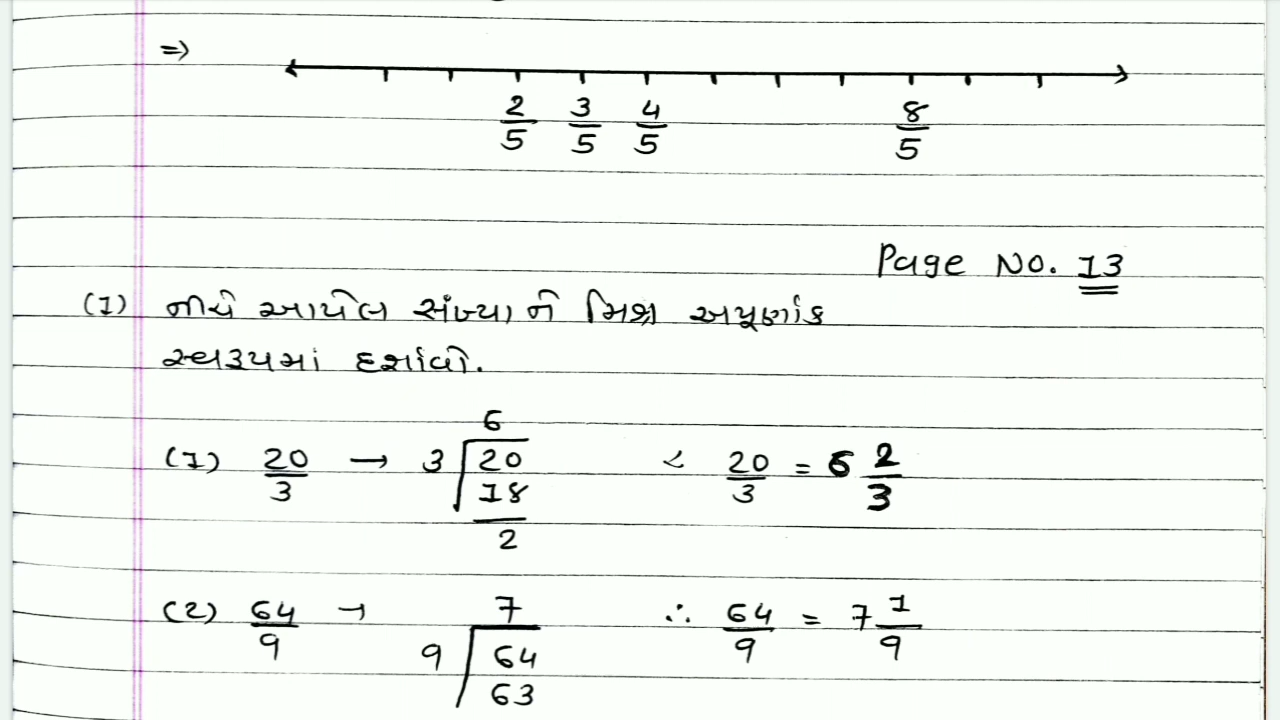 =>
2/5 3/5 4/5 8/5
Page No. 13
(1) નીચે આપેલ સંખ્યા ને મિશ્ર અપૂર્ણાંક
સ્વરૂપમાં દર્શાવો.
6
(1) 20/3 → 3 20 ∴ 20/3 = 6 2/3
18
2
7
(2) 64/9 → 9 64 ∴ 64/9 = 7 1/9
63